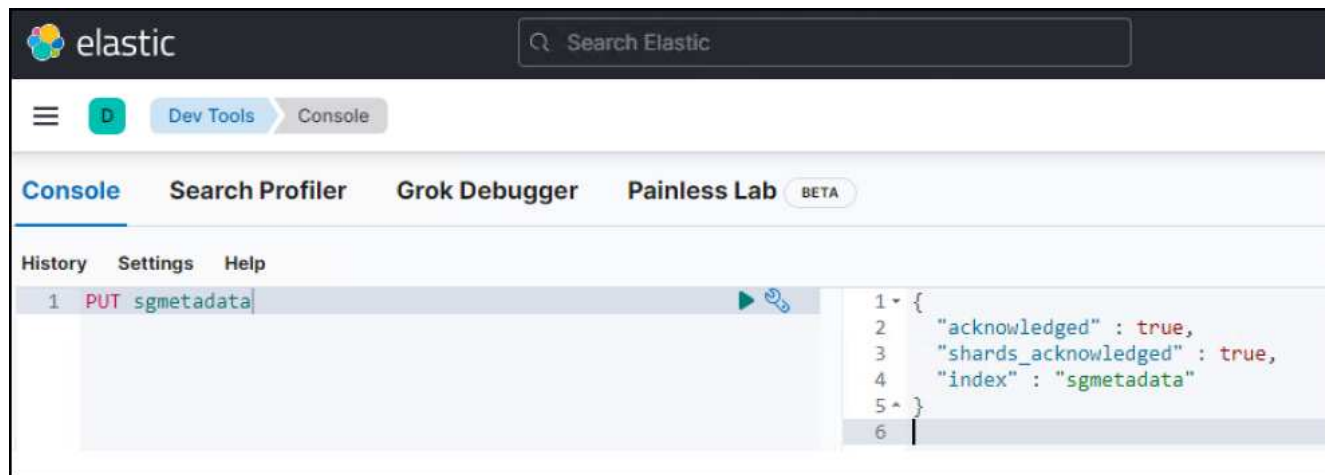 elastic
Search Elastic
D
Dev Tools
Console
Console
Search Profiler
Grok Debugger
Painless Lab
BETA
History
Settings
Help
1 PUT sgmetadata
1 {
2 "acknowledged" : true,
3 "shards_acknowledged" : true,
4 "index" : "sgmetadata"
5 }
6